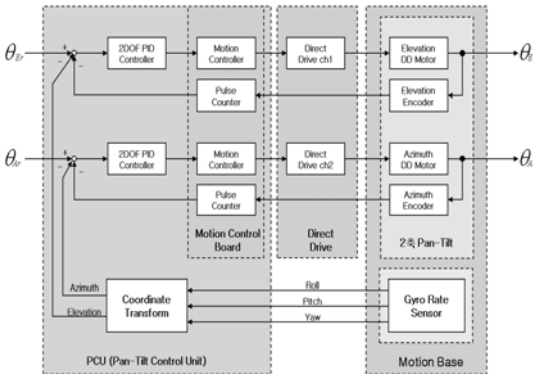 θEr
+
−
−
2DOF PID
Controller
Motion
Controller
Direct
Drive ch1
Elevation
DD Motor
θE
Pulse
Counter
Elevation
Encoder
θAr
+
−
−
2DOF PID
Controller
Motion
Controller
Direct
Drive ch2
Azimuth
DD Motor
θA
Pulse
Counter
Azimuth
Encoder
Motion Control
Board
Direct
Drive
2축 Pan-Tilt
Azimuth
Elevation
Coordinate
Transform
Roll
Pitch
Yaw
Gyro Rate
Sensor
PCU (Pan-Tilt Control Unit)
Motion Base